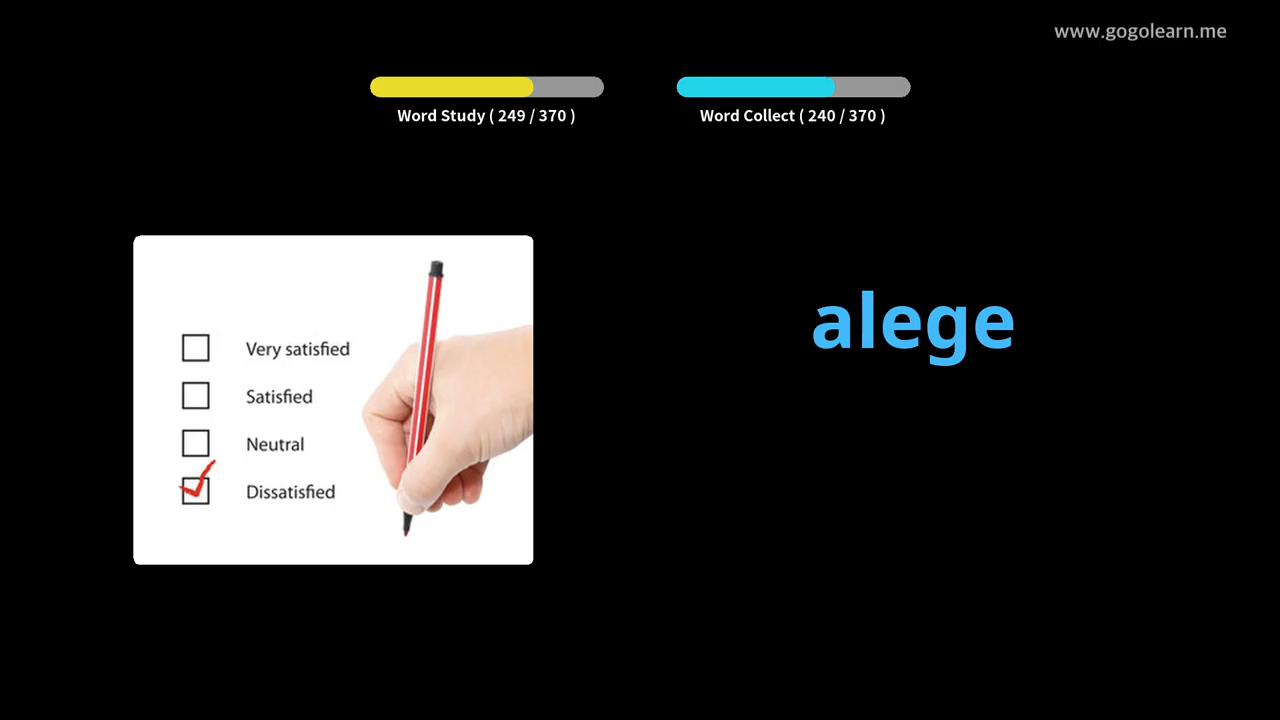 www.gogolearn.me
Word Study ( 249 / 370 )
Word Collect ( 240 / 370 )
alege
Very satisfied
Satisfied
Neutral
Dissatisfied